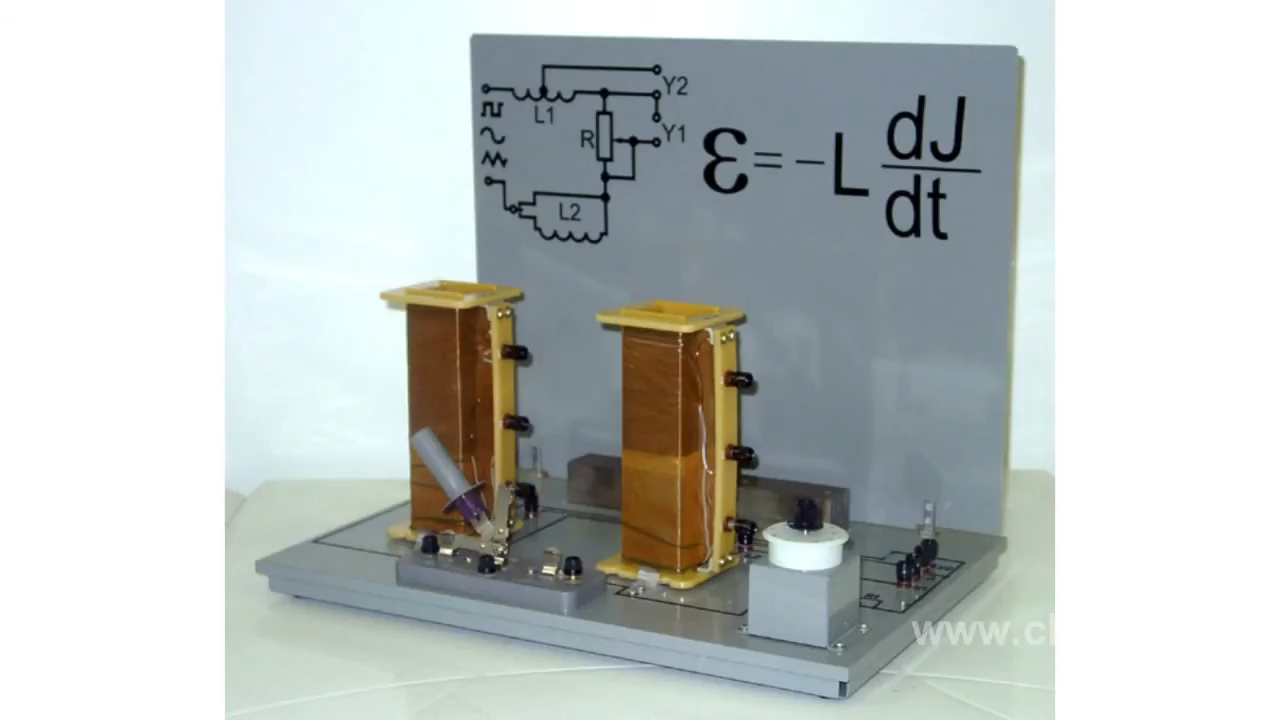 Y2
L1
Y1
R
L2
ε = -L dJ/dt
www.cl